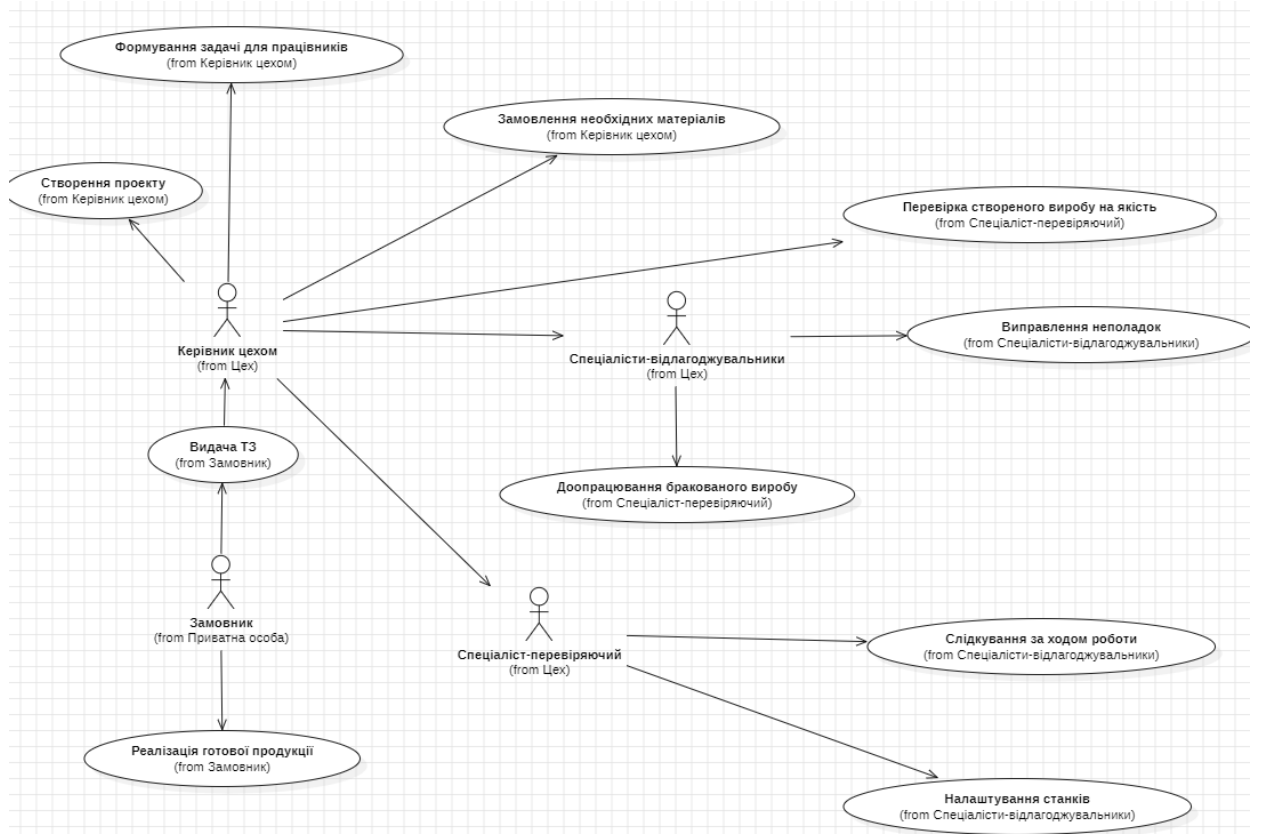 Формування задачі для працівників
(from Керівник цехом)
Замовлення необхідних матеріалів
(from Керівник цехом)
Створення проекту
(from Керівник цехом)
Перевірка створеного виробу на якість
(from Спеціаліст-перевіряючий)
Керівник цехом
(from Цех)
Спеціалісти-відлагоджувальники
(from Цех)
Виправлення неполадок
(from Спеціалісти-відлагоджувальники)
Видача ТЗ
(from Замовник)
Доопрацювання бракованого виробу
(from Спеціаліст-перевіряючий)
Замовник
(from Приватна особа)
Спеціаліст-перевіряючий
(from Цех)
Слідкування за ходом роботи
(from Спеціалісти-відлагоджувальники)
Реалізація готової продукції
(from Замовник)
Налаштування станків
(from Спеціалісти-відлагоджувальники)